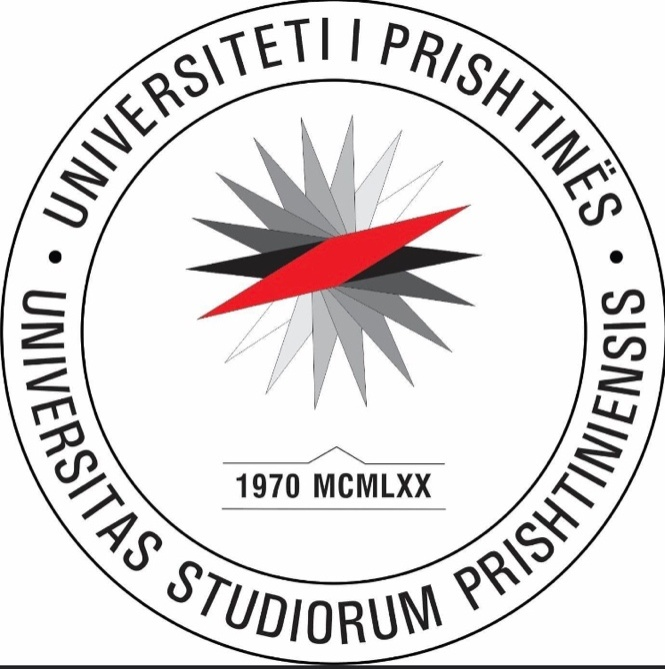 UNIVERSITETI I PRISHTINËS
1970 MCMLXX
• UNIVERSITAS STUDIORUM PRISHTINIENSIS •